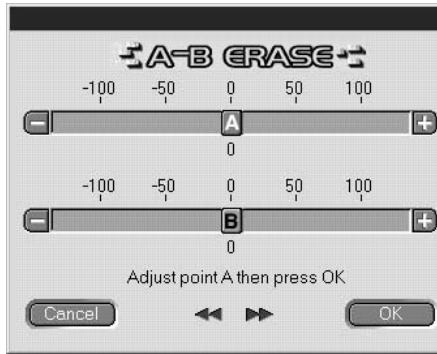 A-B ERASE
-100 -50 0 50 100
− A +
0
-100 -50 0 50 100
− B +
0
Adjust point A then press OK
Cancel OK